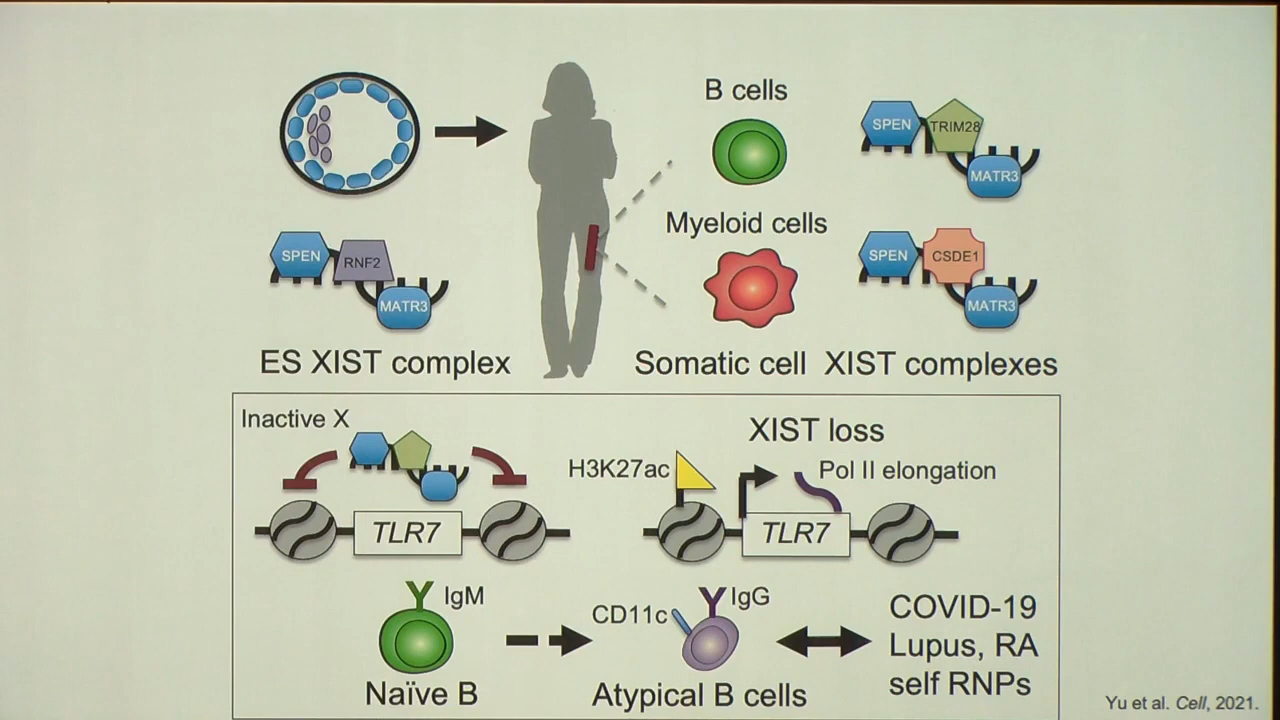 B cells
SPEN
TRIM28
MATR3
Myeloid cells
SPEN
RNF2
MATR3
SPEN
CSDE1
MATR3
ES XIST complex
Somatic cell XIST complexes
Inactive X
XIST loss
H3K27ac
Pol II elongation
TLR7
TLR7
IgM
CD11c
IgG
COVID-19
Lupus, RA
self RNPs
Naïve B
Atypical B cells
Yu et al. Cell, 2021.